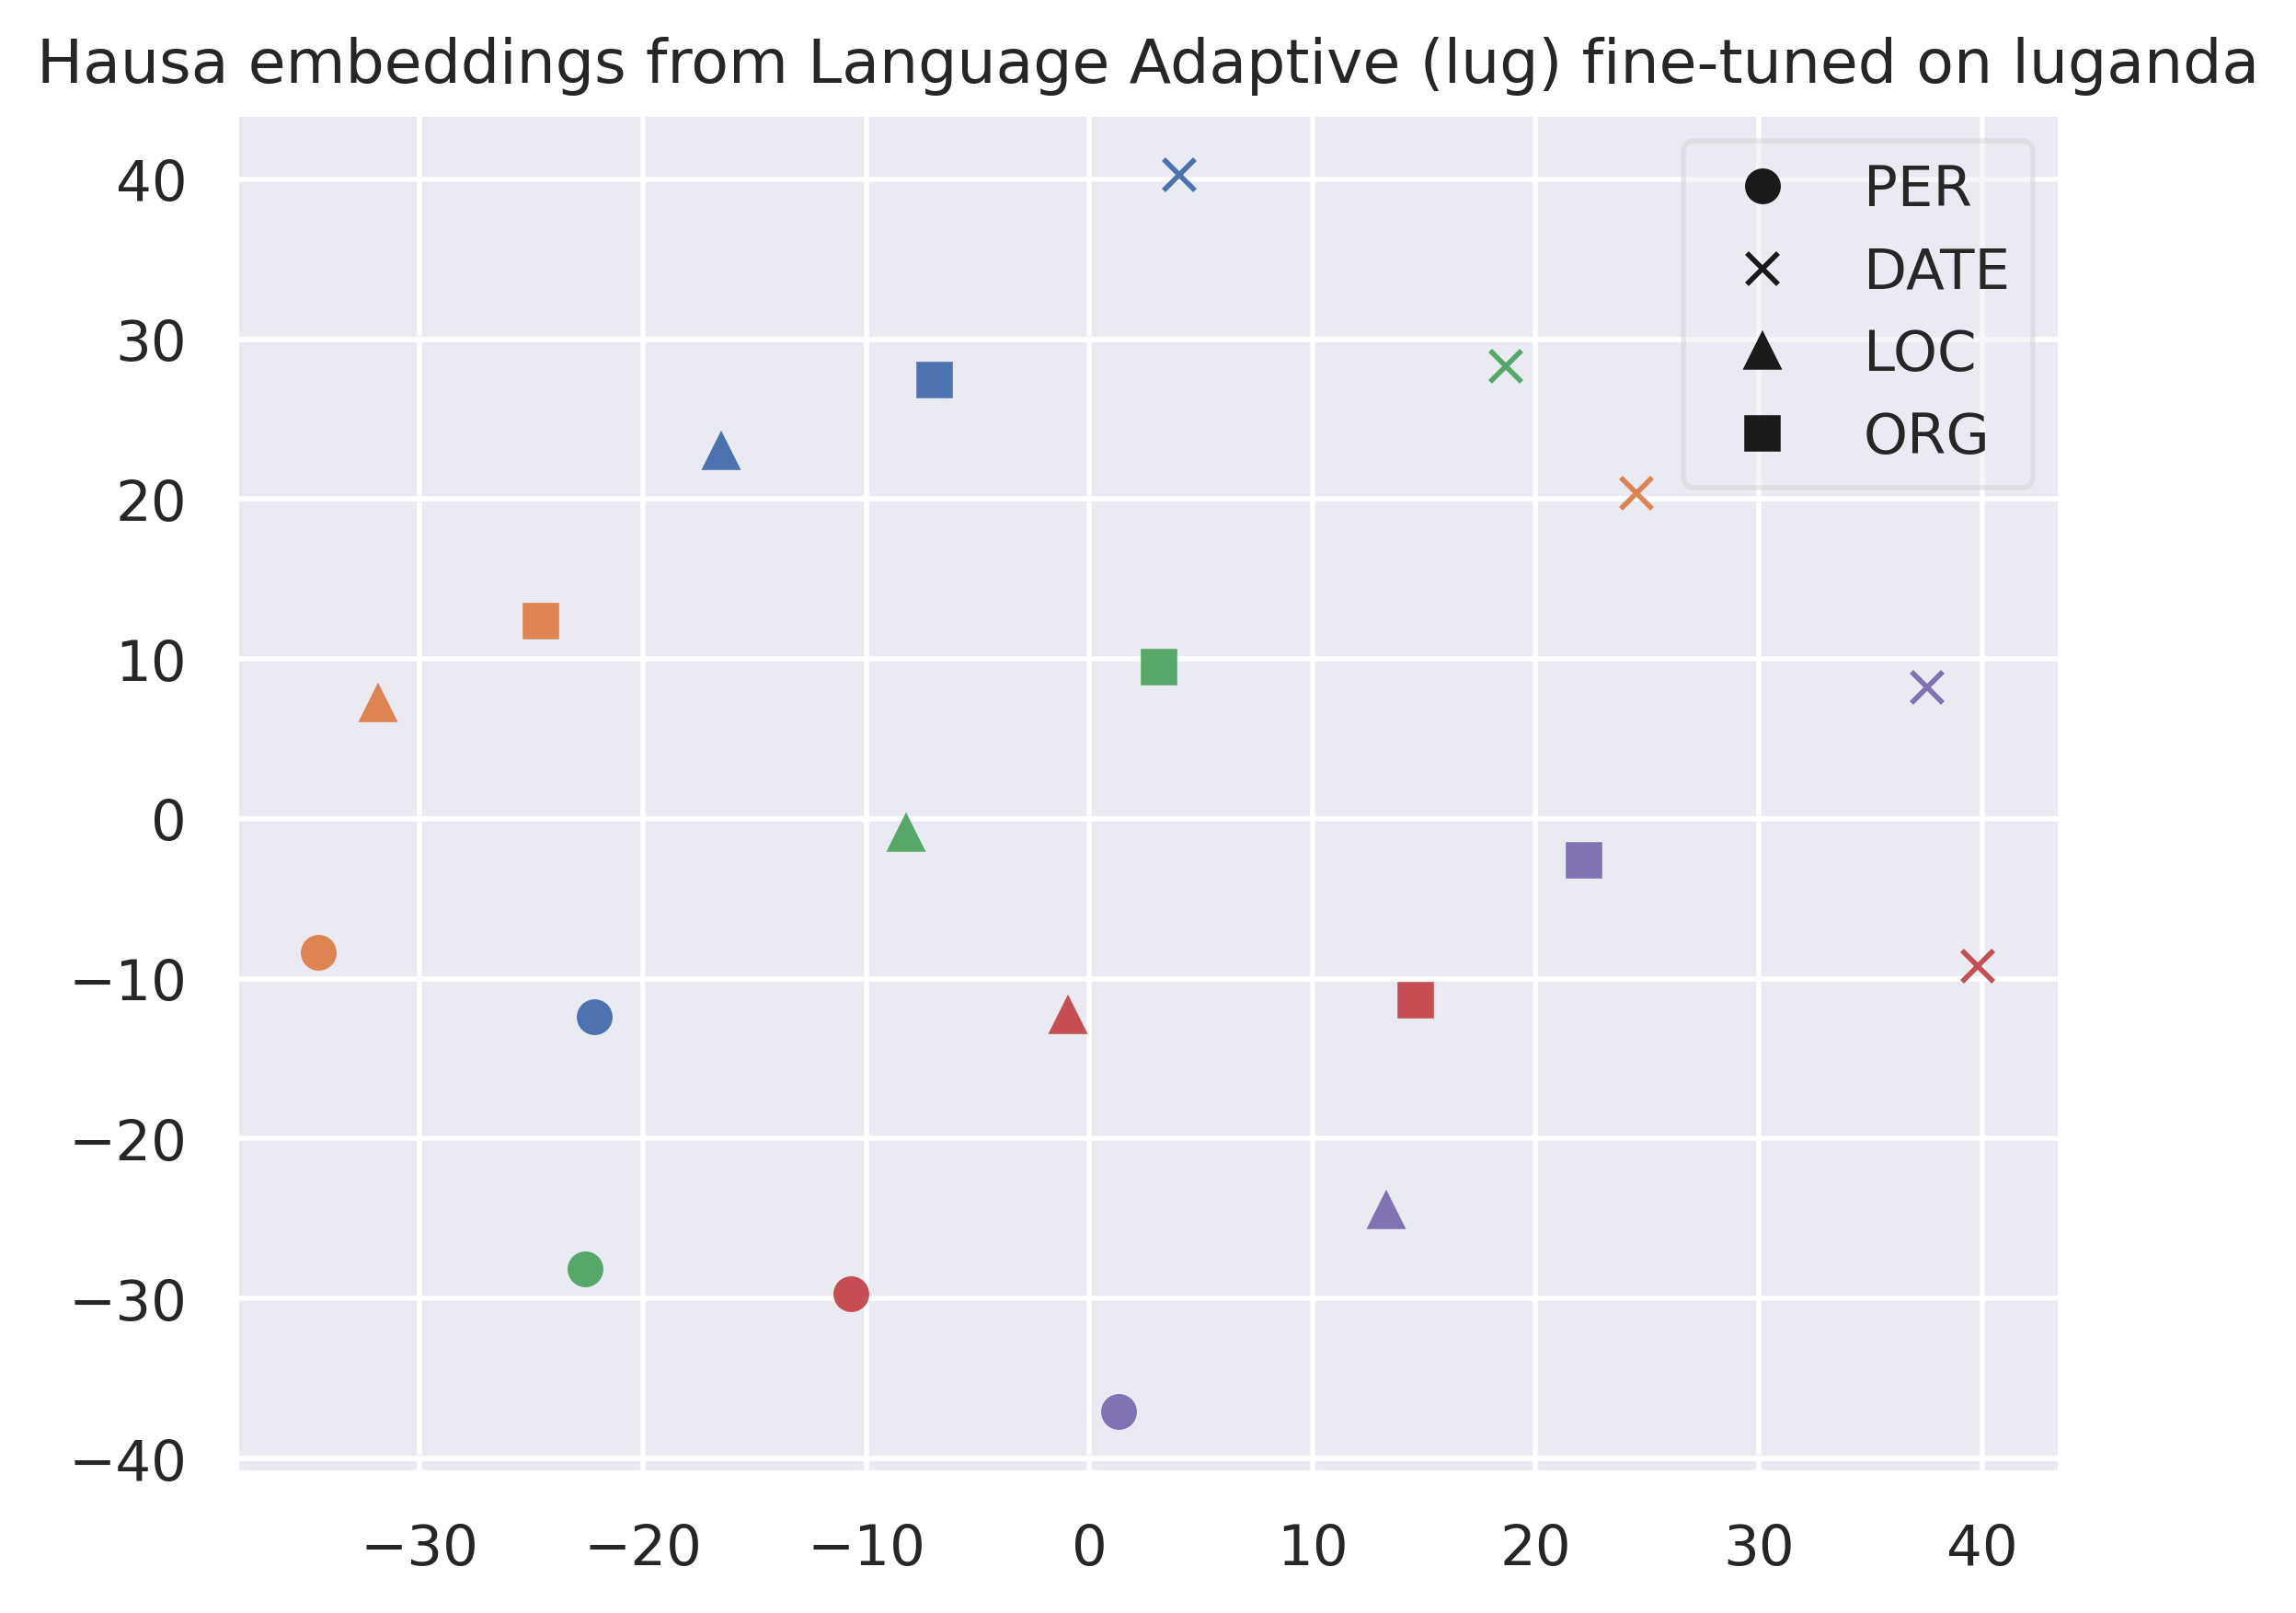 Hausa embeddings from Language Adaptive (lug) fine-tuned on luganda
PER
DATE
LOC
ORG
40
30
20
10
0
−10
−20
−30
−40
−30 −20 −10 0 10 20 30 40